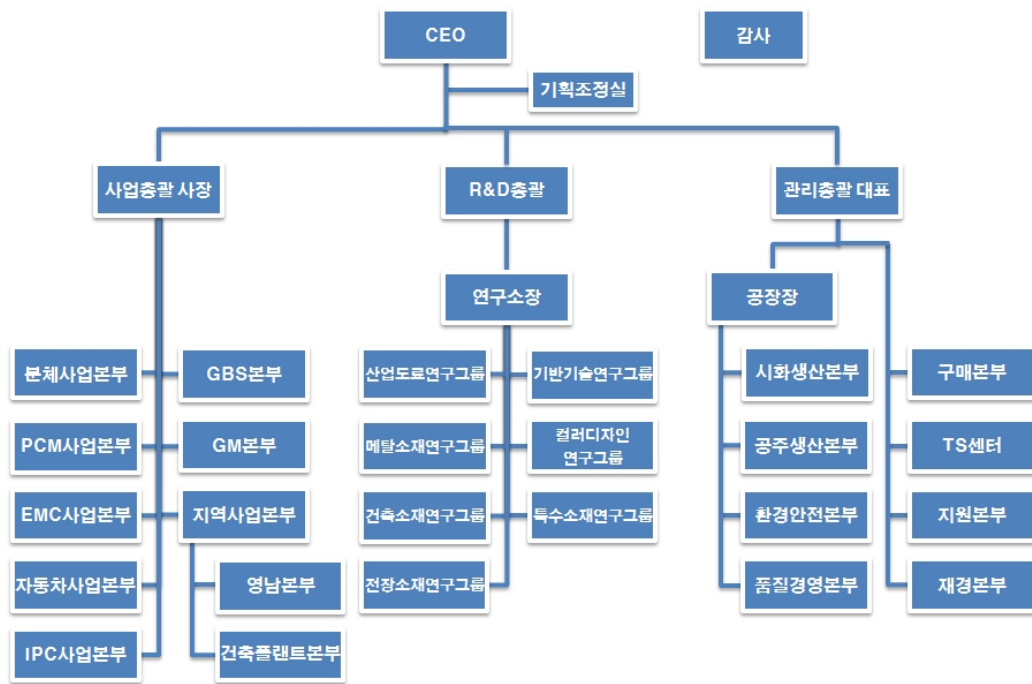 CEO
감사
기획조정실
사업총괄 사장
R&D총괄
관리총괄 대표
연구소장
공장장
분체사업본부
GBS본부
산업도료연구그룹
기반기술연구그룹
시화생산본부
구매본부
PCM사업본부
GM본부
메탈소재연구그룹
컬러디자인
연구그룹
공주생산본부
TS센터
EMC사업본부
지역사업본부
건축소재연구그룹
특수소재연구그룹
환경안전본부
지원본부
자동차사업본부
영남본부
전장소재연구그룹
품질경영본부
재경본부
IPC사업본부
건축플랜트본부